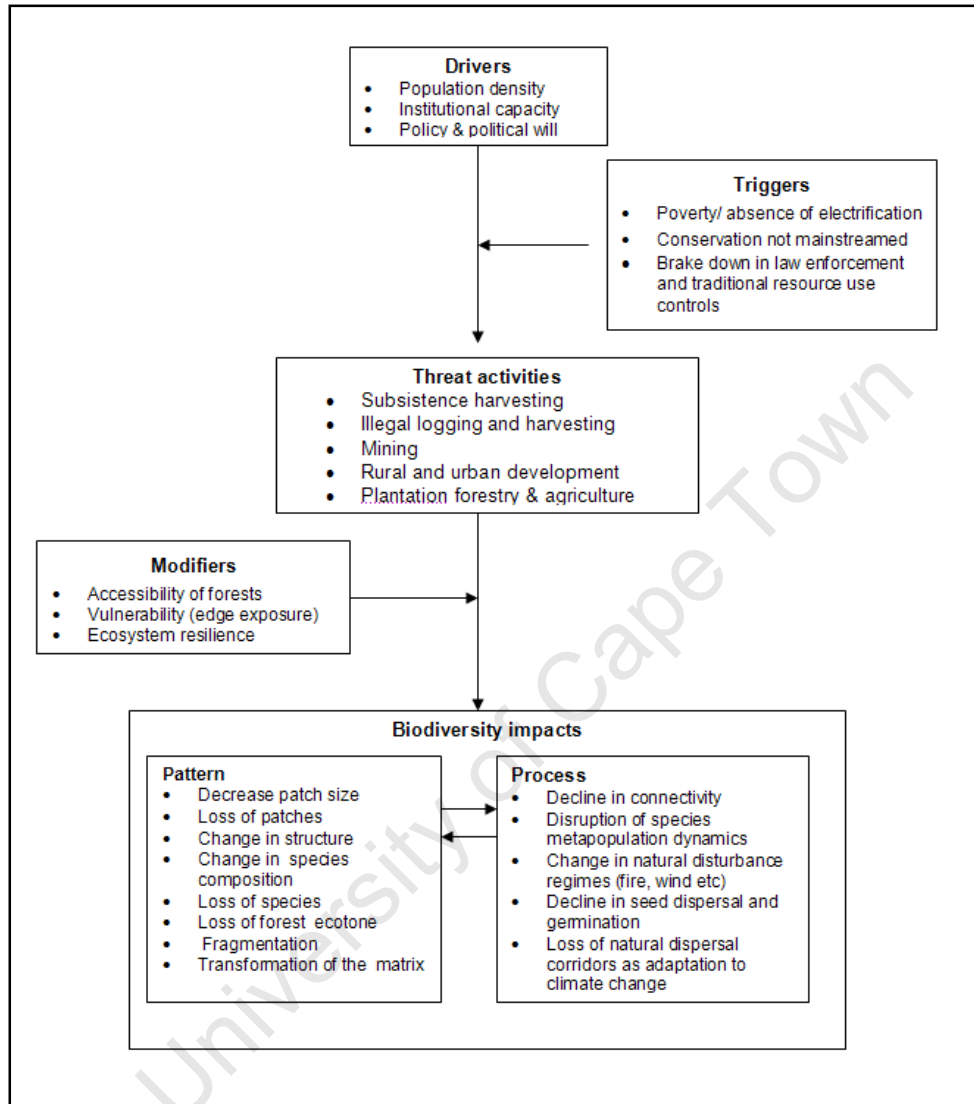 Drivers
• Population density
• Institutional capacity
• Policy & political will
Triggers
• Poverty/ absence of electrification
• Conservation not mainstreamed
• Brake down in law enforcement
and traditional resource use
controls
Threat activities
• Subsistence harvesting
• Illegal logging and harvesting
• Mining
• Rural and urban development
• Plantation forestry & agriculture
Modifiers
• Accessibility of forests
• Vulnerability (edge exposure)
• Ecosystem resilience
Biodiversity impacts
Pattern
• Decrease patch size
• Loss of patches
• Change in structure
• Change in species
composition
• Loss of species
• Loss of forest ecotone
• Fragmentation
• Transformation of the matrix
Process
• Decline in connectivity
• Disruption of species
metapopulation dynamics
• Change in natural disturbance
regimes (fire, wind etc)
• Decline in seed dispersal and
germination
• Loss of natural dispersal
corridors as adaptation to
climate change
University of Cape Town